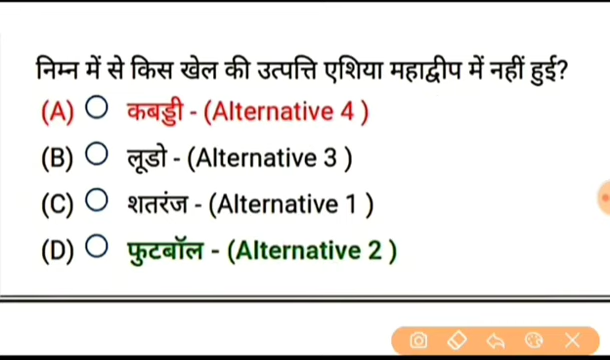 निम्न में से किस खेल की उत्पत्ति एशिया महाद्वीप में नहीं हुई?
(A) कबड्डी - (Alternative 4 )
(B) लूडो - (Alternative 3 )
(C) शतरंज - (Alternative 1 )
(D) फुटबॉल - (Alternative 2 )